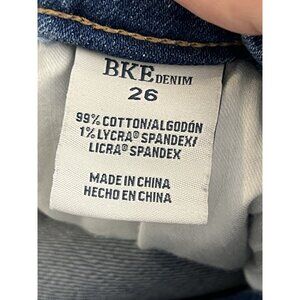 BKE DENIM
26
99% COTTON/ALGODÓN
1% LYCRA® SPANDEX/
LICRA® SPANDEX
MADE IN CHINA
HECHO EN CHINA